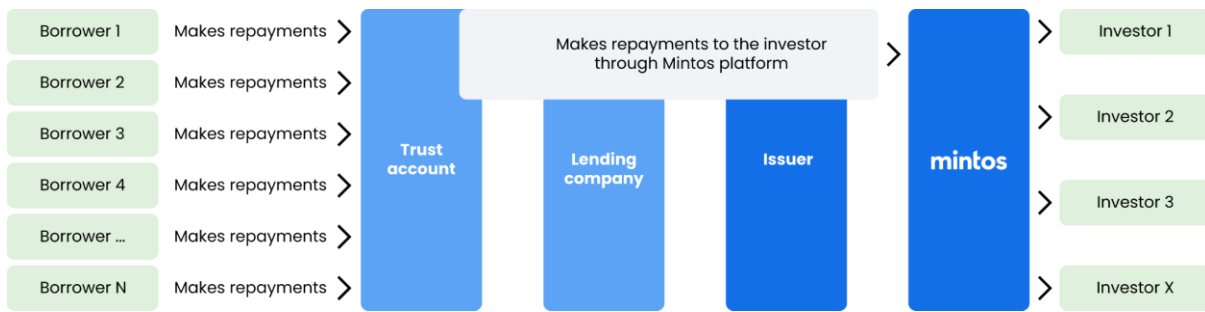 Borrower 1 Makes repayments
Borrower 2 Makes repayments
Borrower 3 Makes repayments
Borrower 4 Makes repayments
Borrower ... Makes repayments
Borrower N Makes repayments
Trust
account
Makes repayments to the investor
through Mintos platform
Lending
company
Issuer
mintos
Investor 1
Investor 2
Investor 3
Investor X